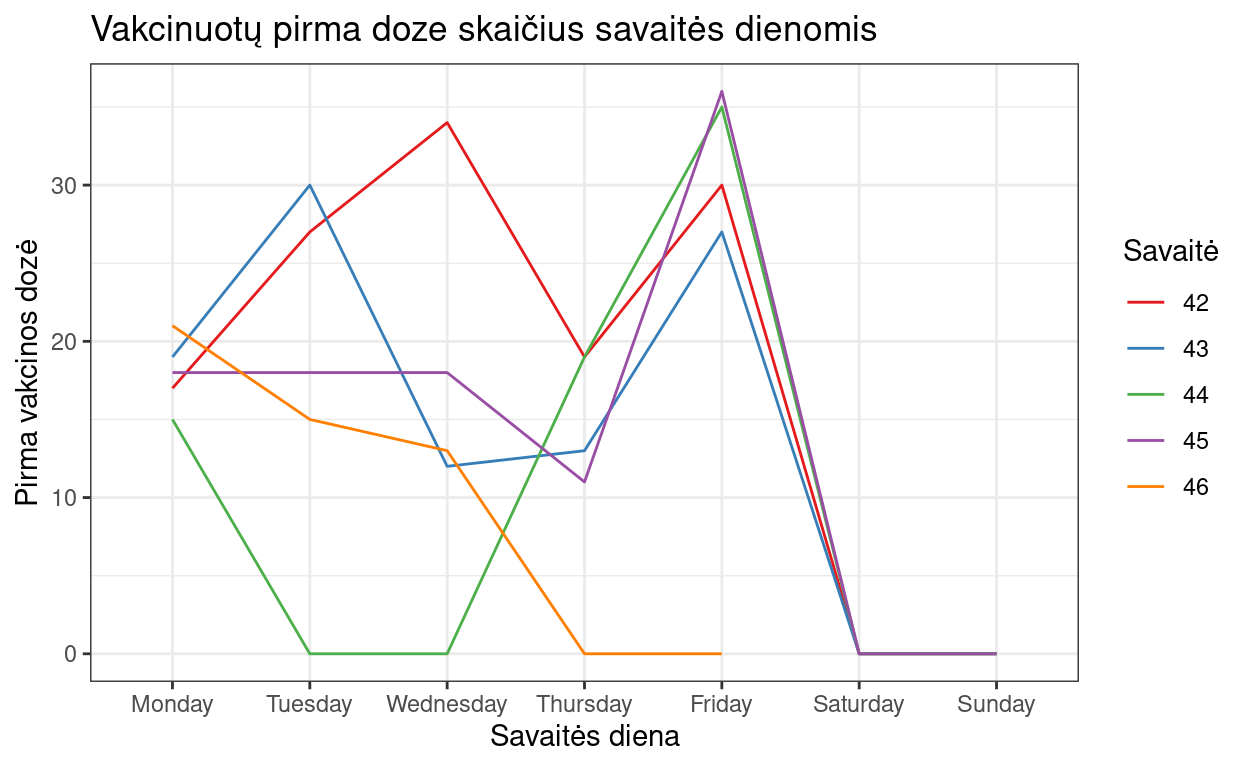 Vakcinuotų pirma doze skaičius savaitės dienomis
Pirma vakcinos dozė
30
20
10
0
Monday Tuesday Wednesday Thursday Friday Saturday Sunday
Savaitės diena
Savaitė
42
43
44
45
46